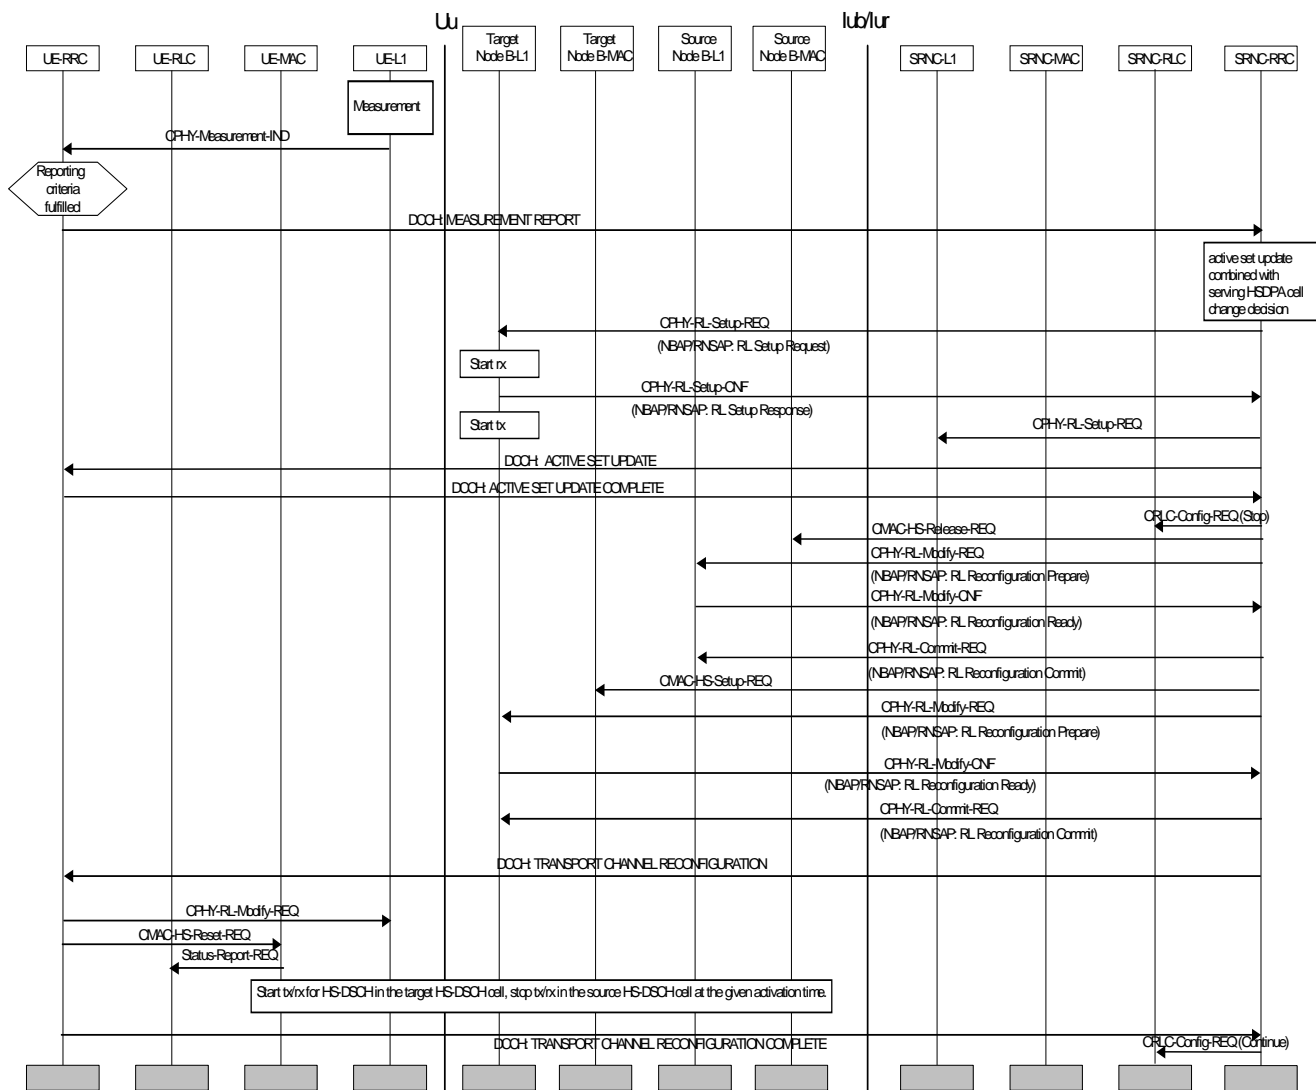 Uu
Iub/Iur
UE-RRC
UE-RLC
UE-MAC
UE-L1
Target
Node B-L1
Target
Node B-MAC
Source
Node B-L1
Source
Node B-MAC
SRNC-L1
SRNC-MAC
SRNC-RLC
SRNC-RRC
Measurement
CPHY-Measurement-IND
Reporting
criteria
fulfilled
DCCH: MEASUREMENT REPORT
active set update
combined with
serving HSDPA cell
change decision
CPHY-RL-Setup-REQ
(NBAP/RNSAP: RL Setup Request)
Start rx
CPHY-RL-Setup-CNF
(NBAP/RNSAP: RL Setup Response)
Start tx
CPHY-RL-Setup-REQ
DCCH: ACTIVE SET UPDATE
DCCH: ACTIVE SET UPDATE COMPLETE
CRLC-Config-REQ (Stop)
CMAC-HS-Release-REQ
CPHY-RL-Modify-REQ
(NBAP/RNSAP: RL Reconfiguration Prepare)
CPHY-RL-Modify-CNF
(NBAP/RNSAP: RL Reconfiguration Ready)
CPHY-RL-Commit-REQ
(NBAP/RNSAP: RL Reconfiguration Commit)
CMAC-HS-Setup-REQ
CPHY-RL-Modify-REQ
(NBAP/RNSAP: RL Reconfiguration Prepare)
CPHY-RL-Modify-CNF
(NBAP/RNSAP: RL Reconfiguration Ready)
CPHY-RL-Commit-REQ
(NBAP/RNSAP: RL Reconfiguration Commit)
DCCH: TRANSPORT CHANNEL RECONFIGURATION
CPHY-RL-Modify-REQ
CMAC-HS-Reset-REQ
Status-Report-REQ
Start tx/rx for HS-DSCH in the target HS-DSCH cell, stop tx/rx in the source HS-DSCH cell at the given activation time.
DCCH: TRANSPORT CHANNEL RECONFIGURATION COMPLETE
CRLC-Config-REQ (Continue)